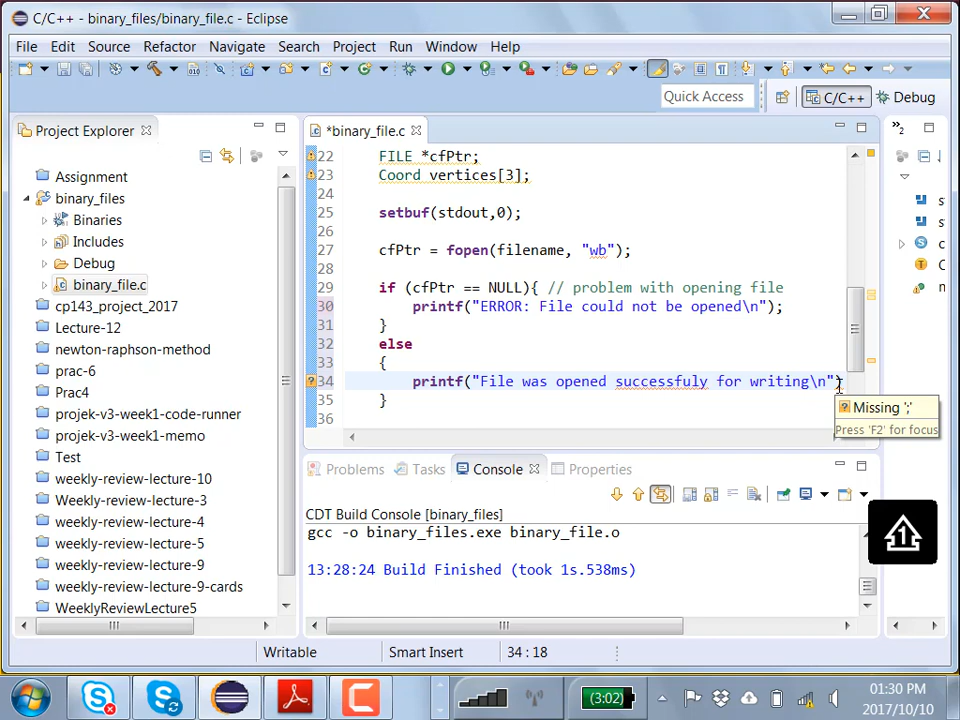 C/C++ - binary_files/binary_file.c - Eclipse
File Edit Source Refactor Navigate Search Project Run Window Help
Quick Access
C/C++
Debug
Project Explorer
Assignment
binary_files
Binaries
Includes
Debug
binary_file.c
cp143_project_2017
Lecture-12
newton-raphson-method
prac-6
Prac4
projek-v3-week1-code-runner
projek-v3-week1-memo
Test
weekly-review-lecture-10
Weekly-review-lecture-3
weekly-review-lecture-4
weekly-review-lecture-5
weekly-review-lecture-9
weekly-review-lecture-9-cards
WeeklyReviewLecture5
*binary_file.c
22 FILE *cfPtr;
23 Coord vertices[3];
24
25 setbuf(stdout,0);
26
27 cfPtr = fopen(filename, "wb");
28
29 if (cfPtr == NULL){ // problem with opening file
30 printf("ERROR: File could not be opened\n");
31 }
32 else
33 {
34 printf("File was opened successfuly for writing\n")
35 }
36
Missing ';'
Press 'F2' for focus
Problems Tasks Console Properties
CDT Build Console [binary_files]
gcc -o binary_files.exe binary_file.o
13:28:24 Build Finished (took 1s.538ms)
Writable Smart Insert 34 : 18
(3:02)
01:30 PM
2017/10/10